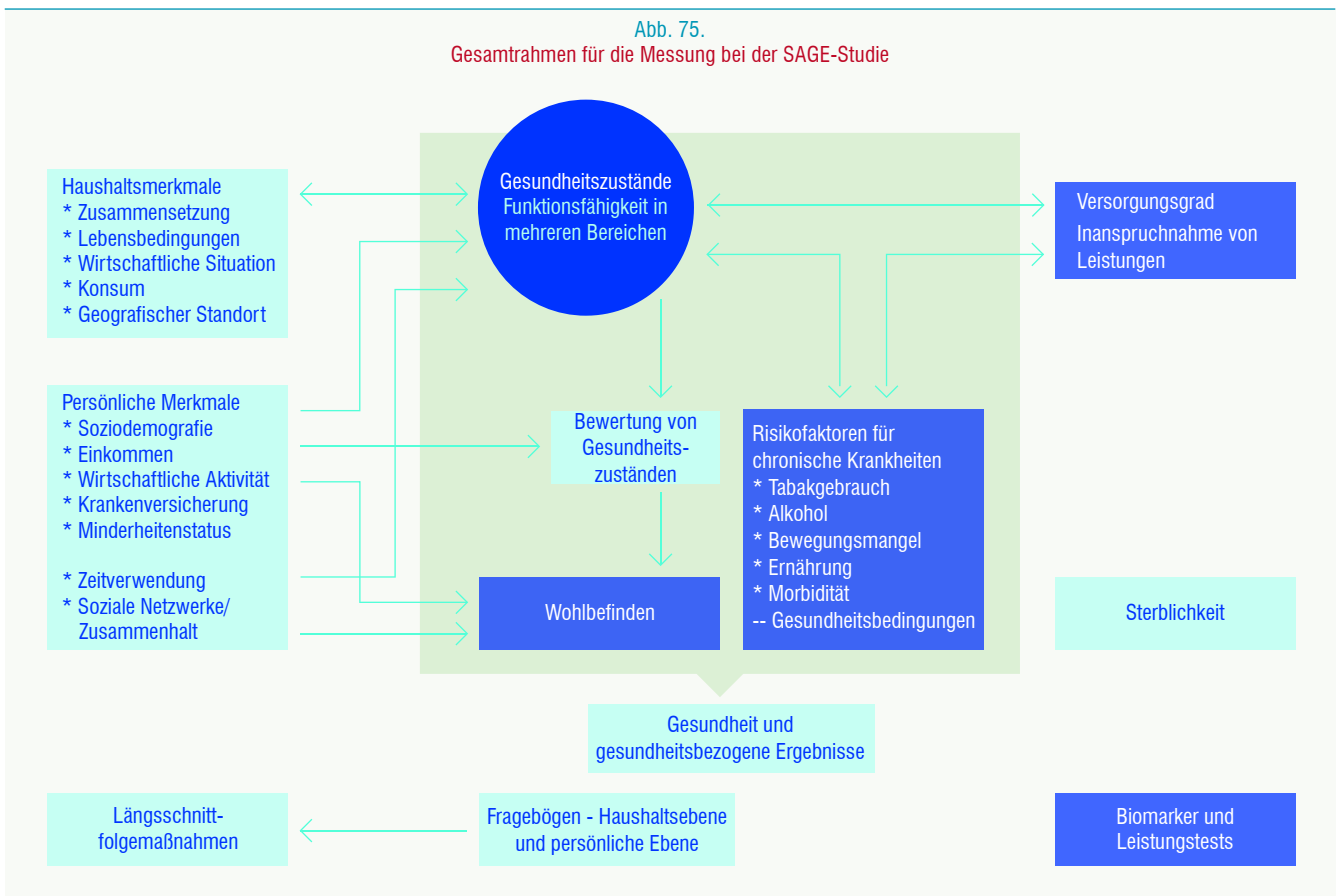 Abb. 75.
Gesamtrahmen für die Messung bei der SAGE-Studie
Haushaltsmerkmale
* Zusammensetzung
* Lebensbedingungen
* Wirtschaftliche Situation
* Konsum
* Geografischer Standort
Gesundheitszustände
Funktionsfähigkeit in
mehreren Bereichen
Versorgungsgrad
Inanspruchnahme von
Leistungen
Persönliche Merkmale
* Soziodemografie
* Einkommen
* Wirtschaftliche Aktivität
* Krankenversicherung
* Minderheitenstatus
* Zeitverwendung
* Soziale Netzwerke/
Zusammenhalt
Bewertung von
Gesundheits-
zuständen
Risikofaktoren für
chronische Krankheiten
* Tabakgebrauch
* Alkohol
* Bewegungsmangel
* Ernährung
* Morbidität
-- Gesundheitsbedingungen
Wohlbefinden
Sterblichkeit
Gesundheit und
gesundheitsbezogene Ergebnisse
Längsschnitt-
folgemaßnahmen
Fragebögen - Haushaltsebene
und persönliche Ebene
Biomarker und
Leistungstests